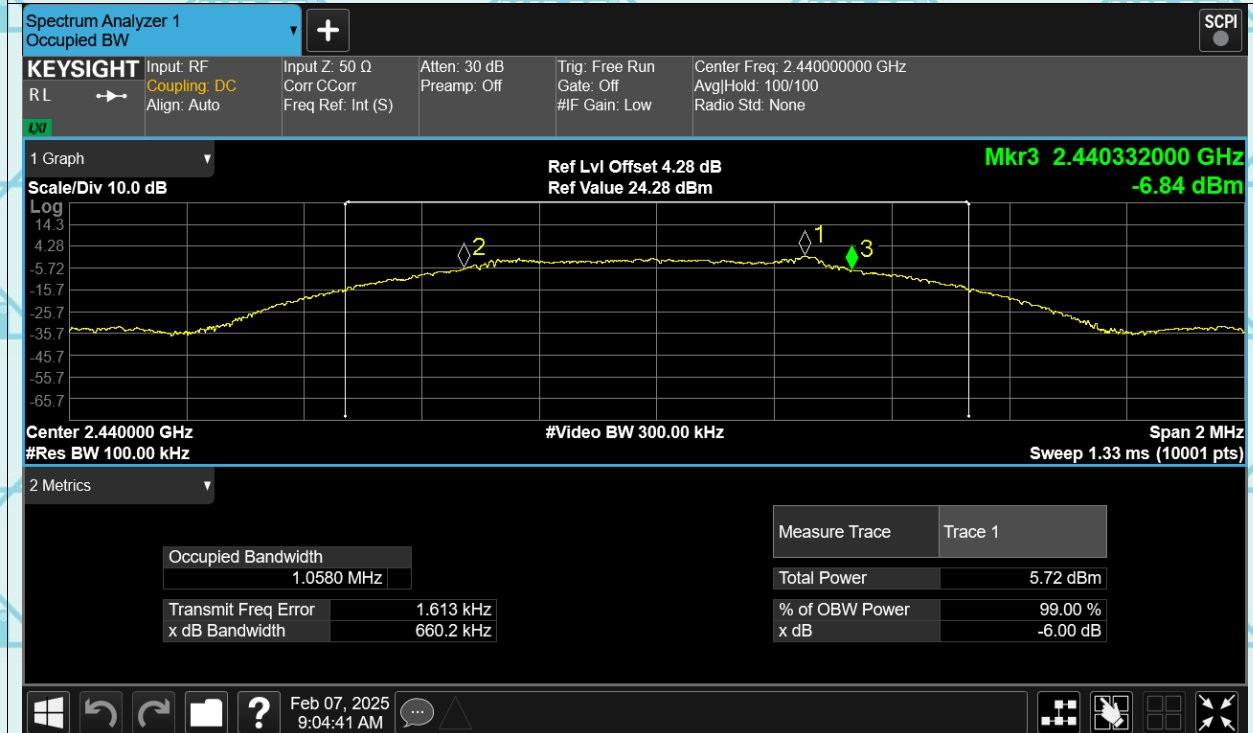 Spectrum Analyzer 1
Occupied BW
+
SCPI
KEYSIGHT
RL
LXI
Input: RF
Coupling: DC
Align: Auto
Input Z: 50 Ω
Corr CCorr
Freq Ref: Int (S)
Atten: 30 dB
Preamp: Off
Trig: Free Run
Gate: Off
#IF Gain: Low
Center Freq: 2.440000000 GHz
Avg|Hold: 100/100
Radio Std: None
1 Graph
Scale/Div 10.0 dB
Ref Lvl Offset 4.28 dB
Ref Value 24.28 dBm
Mkr3 2.440332000 GHz
-6.84 dBm
Log
14.3
4.28
-5.72
-15.7
-25.7
-35.7
-45.7
-55.7
-65.7
2
1
3
Center 2.440000 GHz
#Video BW 300.00 kHz
Span 2 MHz
#Res BW 100.00 kHz
Sweep 1.33 ms (10001 pts)
2 Metrics
Measure Trace Trace 1
Occupied Bandwidth
1.0580 MHz
Total Power 5.72 dBm
Transmit Freq Error 1.613 kHz
% of OBW Power 99.00 %
x dB Bandwidth 660.2 kHz
x dB -6.00 dB
?
Feb 07, 2025
9:04:41 AM